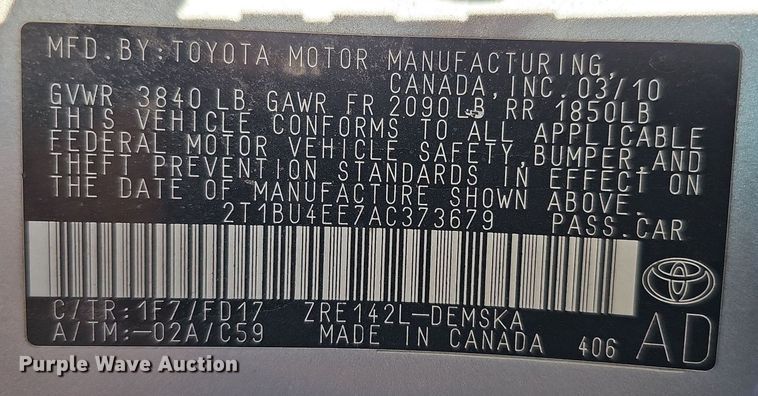 MFD. BY: TOYOTA MOTOR MANUFACTURING,
CANADA, INC. 03/10
GVWR 3840 LB GAWR FR 2090LB RR 1850LB
THIS VEHICLE CONFORMS TO ALL APPLICABLE
FEDERAL MOTOR VEHICLE SAFETY, BUMPER, AND
THEFT PREVENTION STANDARDS IN EFFECT ON
THE DATE OF MANUFACTURE SHOWN ABOVE.
2T1BU4EE7AC373679 PASS. CAR
C/TR: 1F7/FD17 ZRE142L-DEMSKA
A/TM: -02A/C59 MADE IN CANADA 406 AD
Purple Wave Auction